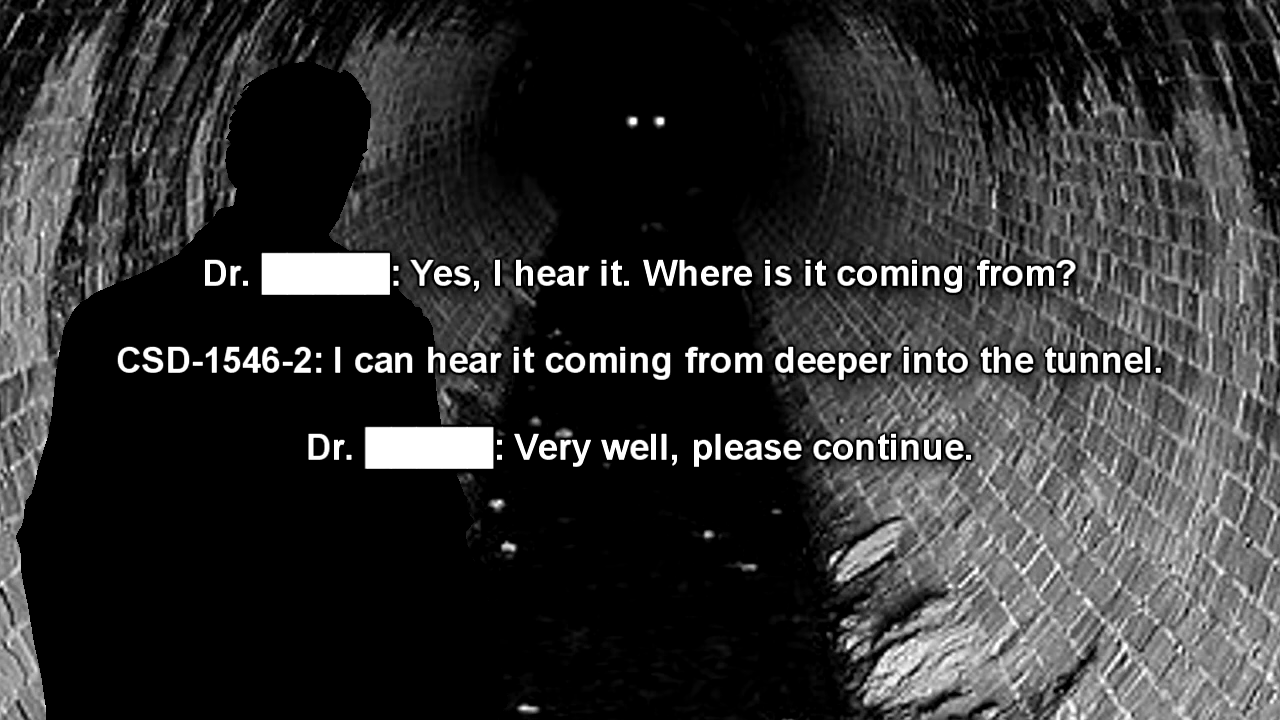 Dr. : Yes, I hear it. Where is it coming from?
CSD-1546-2: I can hear it coming from deeper into the tunnel.
Dr. : Very well, please continue.